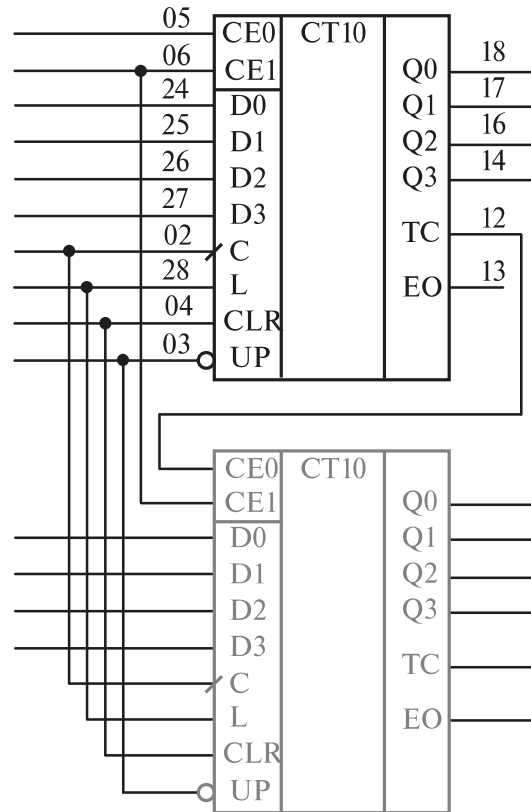 05 CE0 CT10
06 CE1 Q0 18
24 D0 Q1 17
25 D1 Q2 16
26 D2 Q3 14
27 D3
02 C TC 12
28 L EO 13
04 CLR
03 UP
CE0 CT10
CE1 Q0
D0 Q1
D1 Q2
D2 Q3
D3
C TC
L EO
CLR
UP